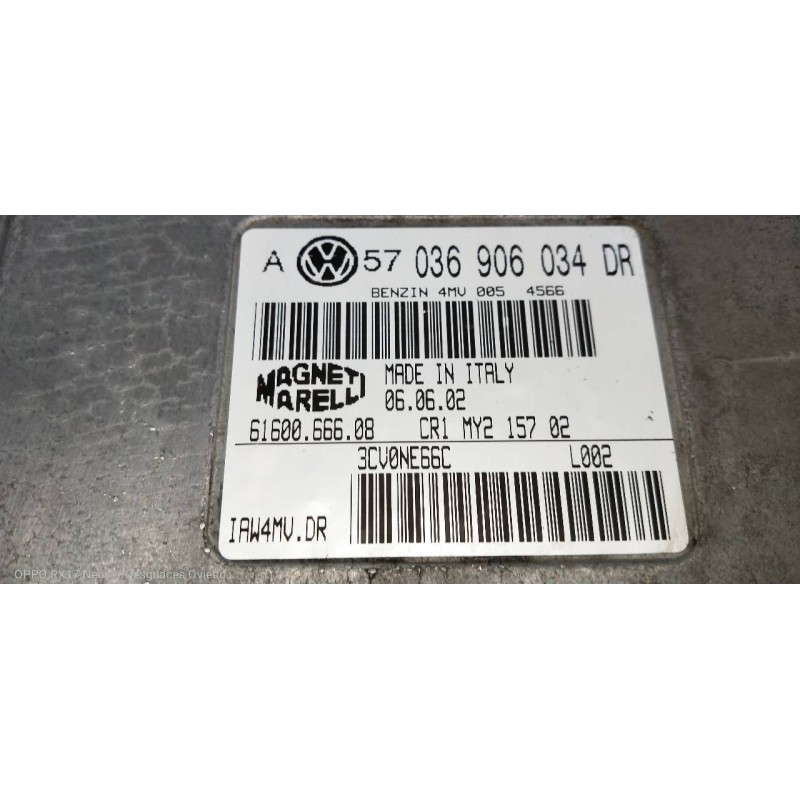 A VW 57 036 906 034 DR
BENZIN 4MV 005 4566
MAGNETI
MARELLI
MADE IN ITALY
06.06.02
61600.666.08 CR1 MY2 157 02
3CV0NE66C L002
IAW4MV.DR